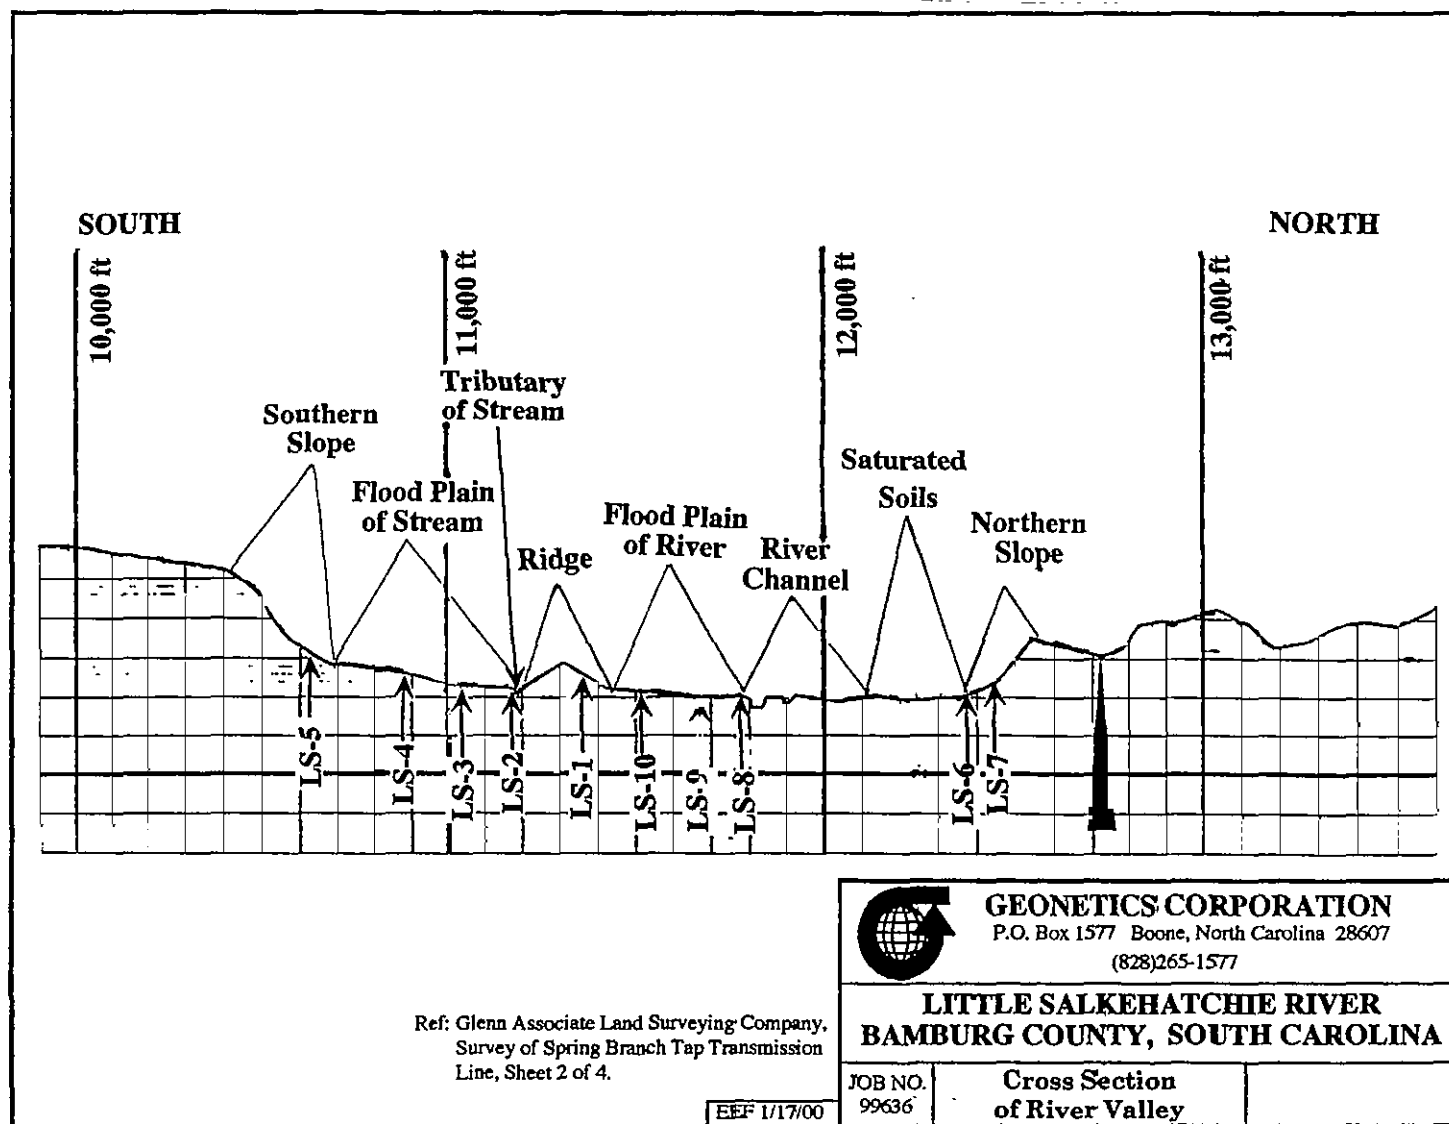 SOUTH
NORTH
10,000 ft
11,000 ft
12,000 ft
13,000 ft
Tributary
of Stream
Southern
Slope
Flood Plain
of Stream
Ridge
Flood Plain
of River
River
Channel
Saturated
Soils
Northern
Slope
LS-5
LS-4
LS-3
LS-2
LS-1
LS-10
LS-9
LS-8
LS-6
LS-7
GEONETICS CORPORATION
P.O. Box 1577 Boone, North Carolina 28607
(828)265-1577
LITTLE SALKEHATCHIE RIVER
BAMBURG COUNTY, SOUTH CAROLINA
Ref: Glenn Associate Land Surveying Company,
Survey of Spring Branch Tap Transmission
Line, Sheet 2 of 4.
EEF 1/17/00
JOB NO.
99636
Cross Section
of River Valley